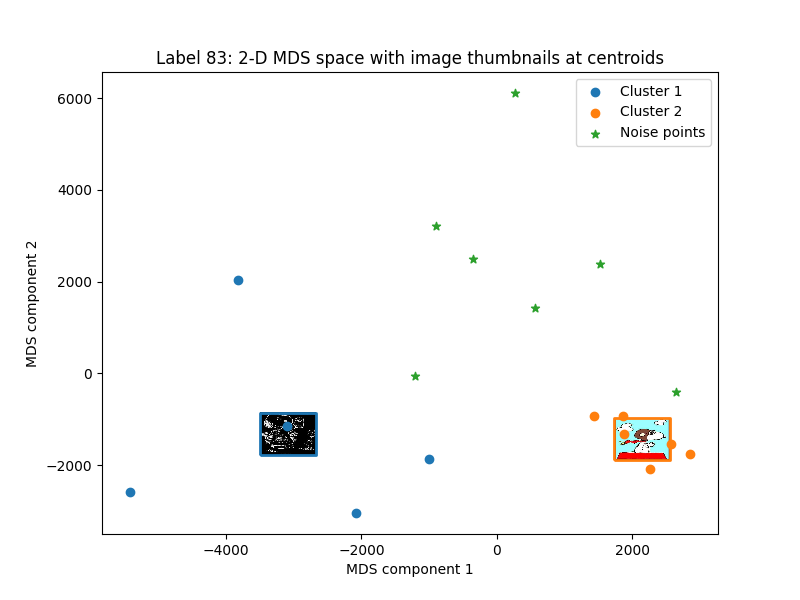 Label 83: 2-D MDS space with image thumbnails at centroids
Cluster 1
Cluster 2
Noise points
MDS component 2
6000
4000
2000
0
−2000
−4000
−2000
0
2000
MDS component 1